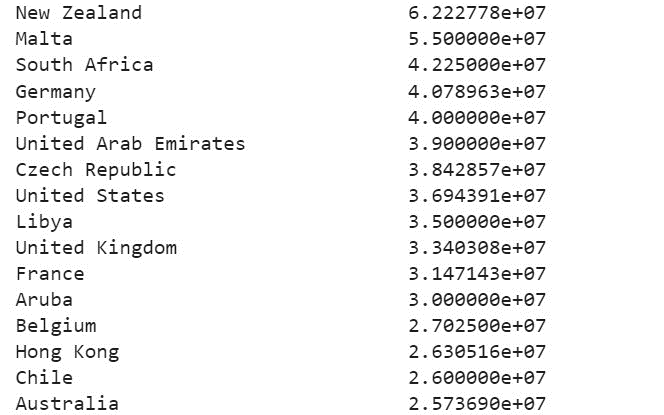 New Zealand 6.222778e+07
Malta 5.500000e+07
South Africa 4.225000e+07
Germany 4.078963e+07
Portugal 4.000000e+07
United Arab Emirates 3.900000e+07
Czech Republic 3.842857e+07
United States 3.694391e+07
Libya 3.500000e+07
United Kingdom 3.340308e+07
France 3.147143e+07
Aruba 3.000000e+07
Belgium 2.702500e+07
Hong Kong 2.630516e+07
Chile 2.600000e+07
Australia 2.573690e+07